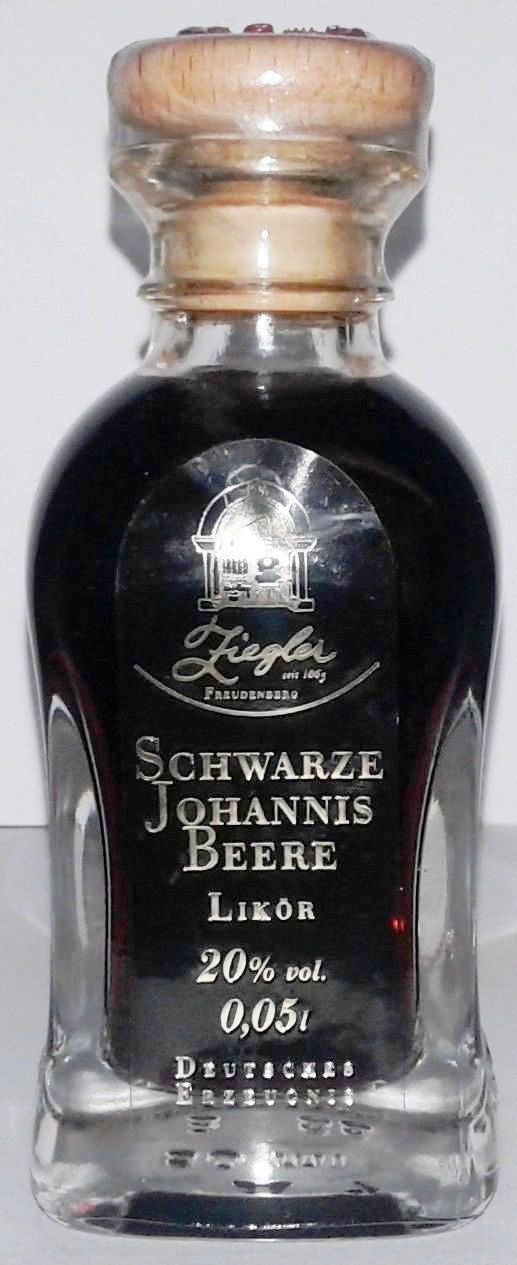 Ziegler
seit 1865
FREUDENBERG
SCHWARZE
JOHANNIS
BEERE
LIKÖR
20% vol.
0,05l
DEUTSCHES
ERZEUGNIS